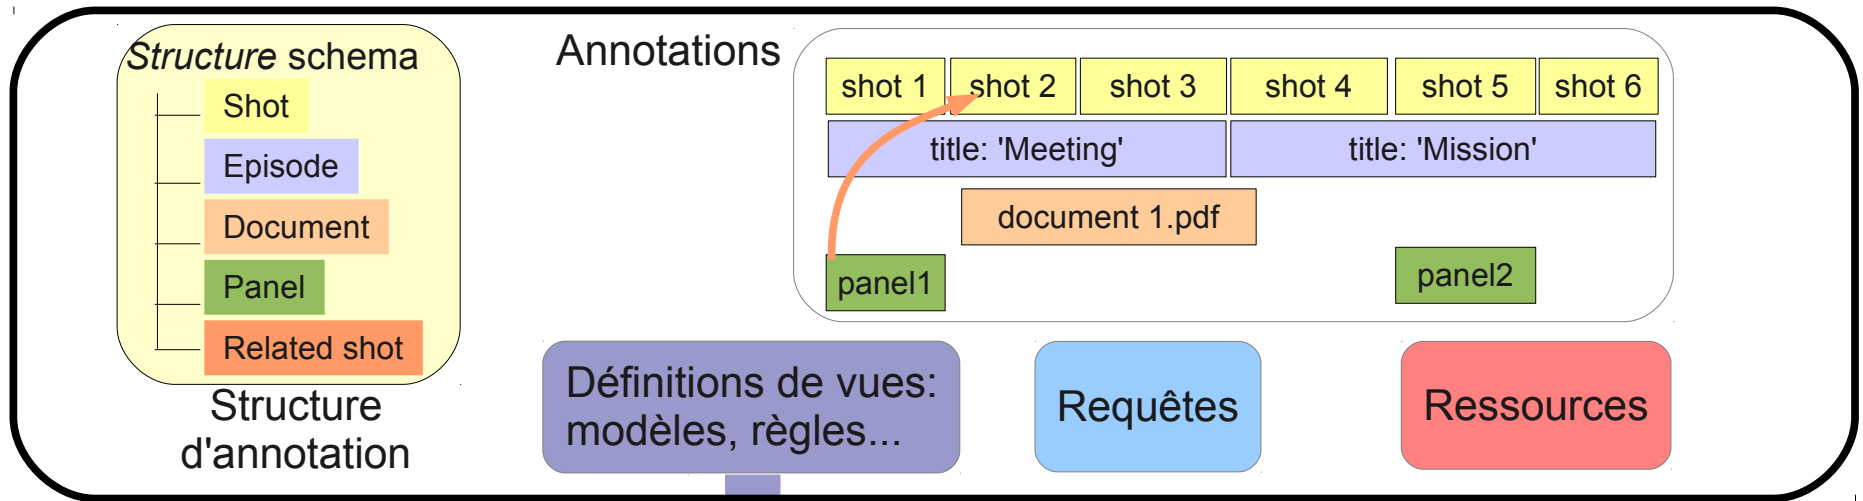 Structure schema
Shot
Episode
Document
Panel
Related shot
Structure
d'annotation
Annotations
shot 1 shot 2 shot 3 shot 4 shot 5 shot 6
title: 'Meeting' title: 'Mission'
document 1.pdf
panel1 panel2
Définitions de vues:
modèles, règles...
Requêtes
Ressources